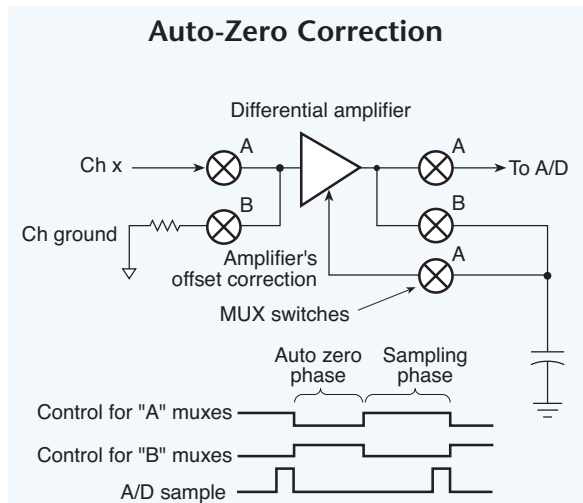 Auto-Zero Correction
Differential amplifier
A
A
Ch x
To A/D
B
B
Ch ground
Amplifier's
offset correction
A
MUX switches
Auto zero
phase
Sampling
phase
Control for "A" muxes
Control for "B" muxes
A/D sample